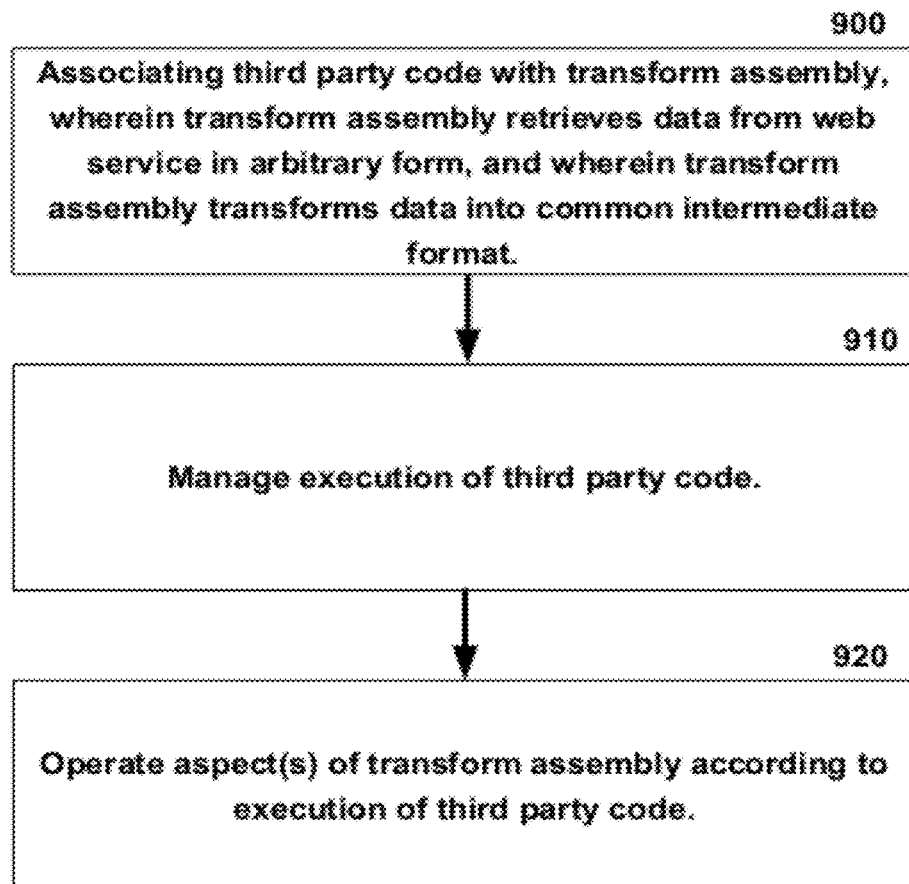 900
Associating third party code with transform assembly,
wherein transform assembly retrieves data from web
service in arbitrary form, and wherein transform
assembly transforms data into common intermediate
format.
910
Manage execution of third party code.
920
Operate aspect(s) of transform assembly according to
execution of third party code.